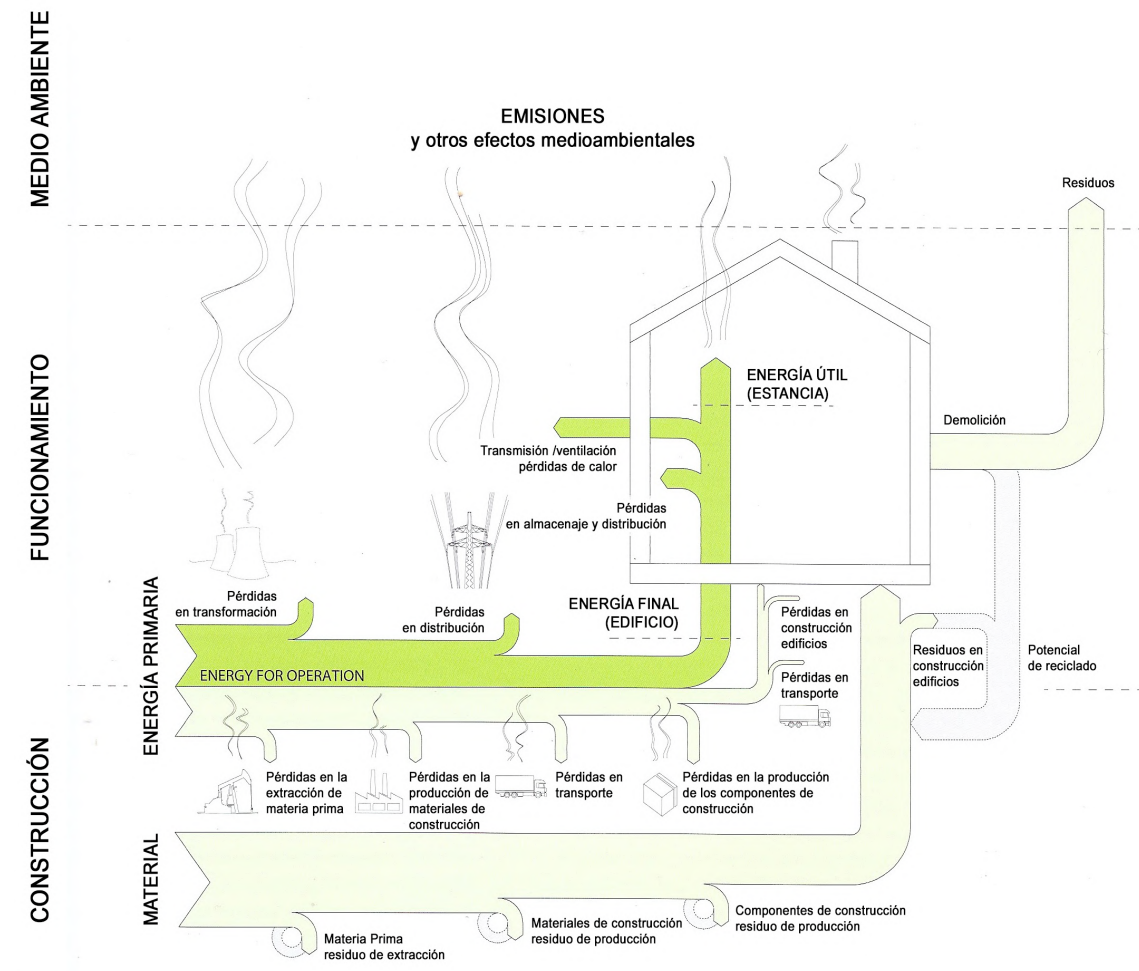 MEDIO AMBIENTE
EMISIONES
y otros efectos medioambientales
Residuos
FUNCIONAMIENTO
ENERGÍA ÚTIL
(ESTANCIA)
Demolición
Transmisión /ventilación
pérdidas de calor
Pérdidas
en almacenaje y distribución
ENERGÍA PRIMARIA
Pérdidas
en transformación
Pérdidas
en distribución
ENERGÍA FINAL
(EDIFICIO)
Pérdidas en
construcción
edificios
Residuos en
construcción
edificios
Potencial
de reciclado
ENERGY FOR OPERATION
Pérdidas en
transporte
CONSTRUCCIÓN
Pérdidas en la
extracción de
materia prima
Pérdidas en la
producción de
materiales de
construcción
Pérdidas en
transporte
Pérdidas en la producción
de los componentes de
construcción
MATERIAL
Materia Prima
residuo de extracción
Materiales de construcción
residuo de producción
Componentes de construcción
residuo de producción